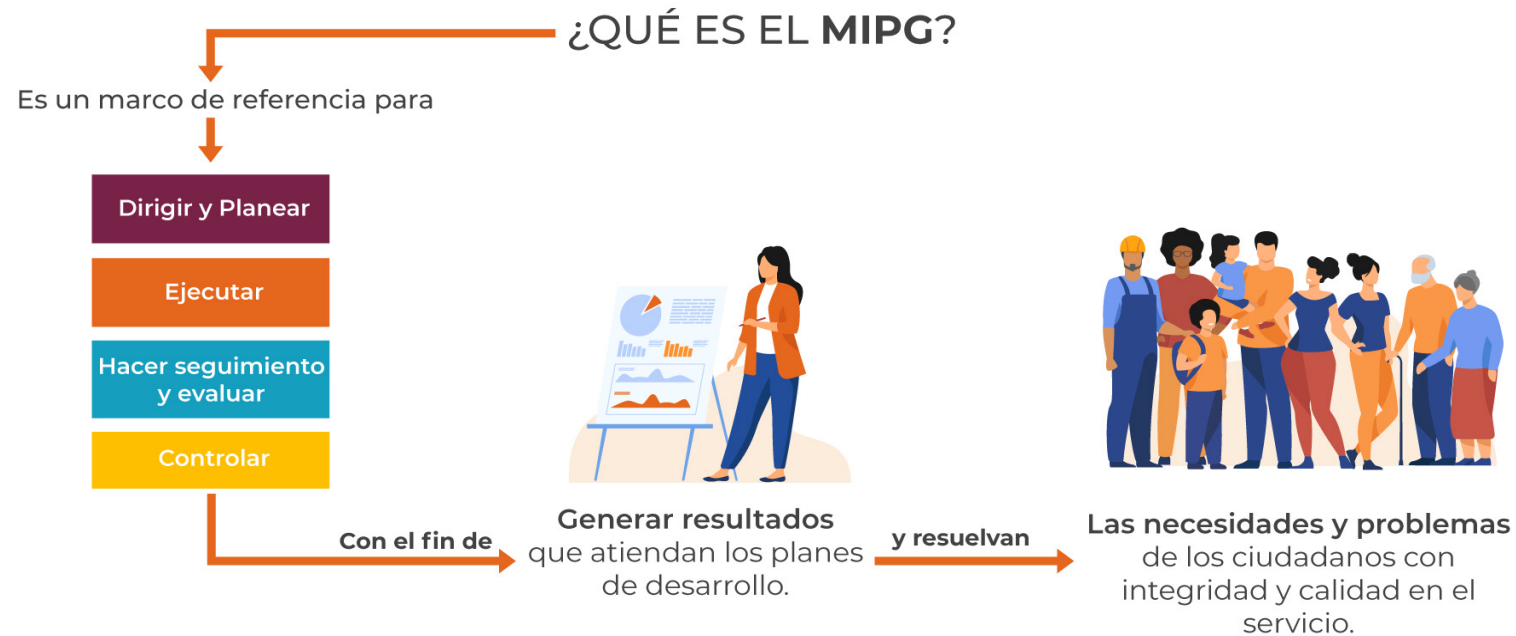 ¿QUÉ ES EL MIPG?
Es un marco de referencia para
Dirigir y Planear
Ejecutar
Hacer seguimiento
y evaluar
Controlar
Con el fin de
Generar resultados
que atiendan los planes
de desarrollo.
y resuelvan
Las necesidades y problemas
de los ciudadanos con
integridad y calidad en el
servicio.